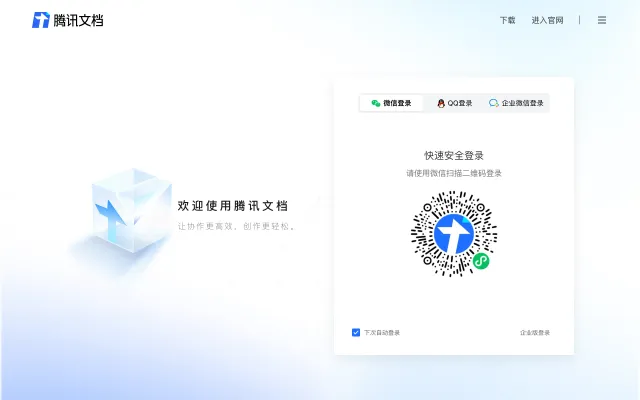 腾讯文档
下载 进入官网
微信登录 QQ登录 企业微信登录
快速安全登录
请使用微信扫描二维码登录
欢迎使用腾讯文档
让协作更高效，创作更轻松。
下次自动登录 企业版登录